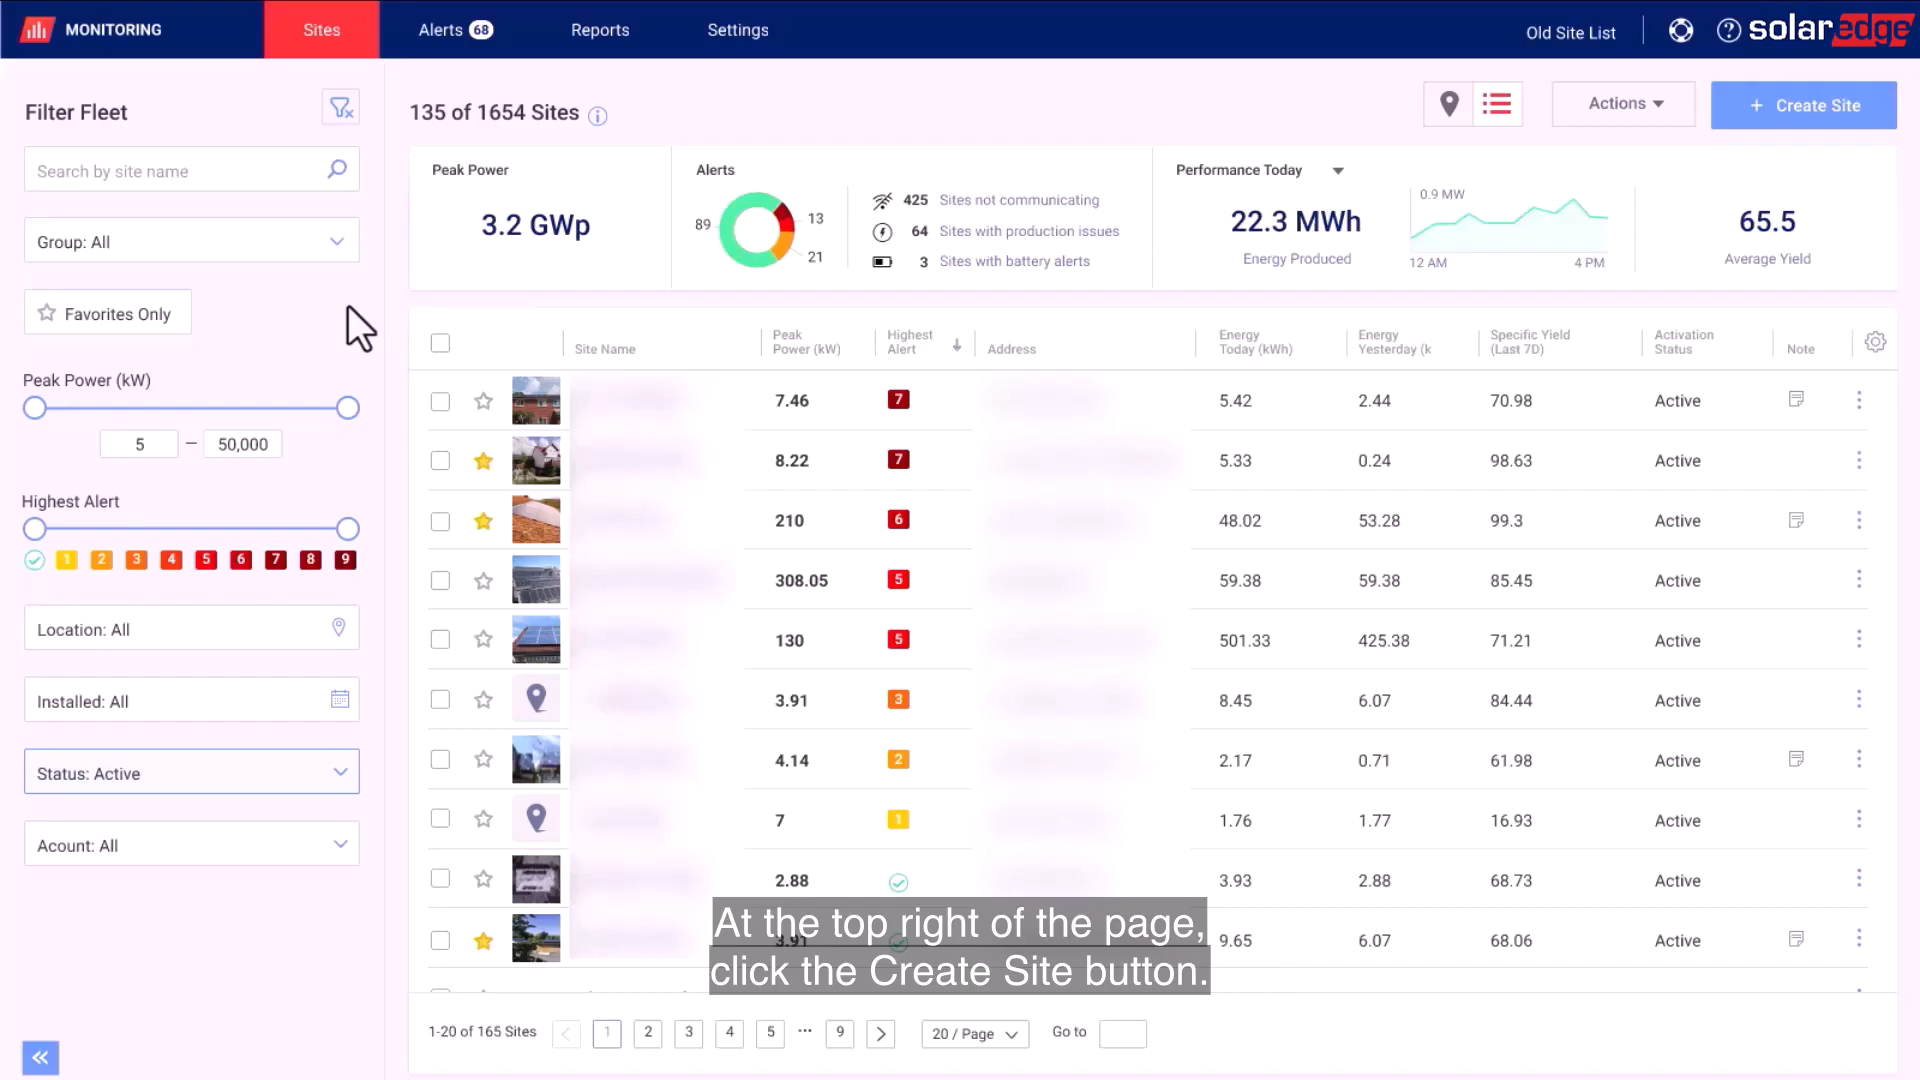 MONITORING
Sites
Alerts 68
Reports
Settings
Old Site List
solaredge
Filter Fleet
Search by site name
Group: All
Favorites Only
Peak Power (kW)
5 – 50,000
Highest Alert
1 2 3 4 5 6 7 8 9
Location: All
Installed: All
Status: Active
Acount: All
135 of 1654 Sites
Actions
+ Create Site
Peak Power
3.2 GWp
Alerts
89
13
21
425 Sites not communicating
64 Sites with production issues
3 Sites with battery alerts
Performance Today
22.3 MWh
Energy Produced
0.9 MW
12 AM
4 PM
65.5
Average Yield
Site Name
Peak Power (kW)
Highest Alert
Address
Energy Today (kWh)
Energy Yesterday (k
Specific Yield (Last 7D)
Activation Status
Note
7.46 7 5.42 2.44 70.98 Active
8.22 7 5.33 0.24 98.63 Active
210 6 48.02 53.28 99.3 Active
308.05 5 59.38 59.38 85.45 Active
130 5 501.33 425.38 71.21 Active
3.91 3 8.45 6.07 84.44 Active
4.14 2 2.17 0.71 61.98 Active
7 1 1.76 1.77 16.93 Active
2.88 3.93 2.88 68.73 Active
3.91 9.65 6.07 68.06 Active
At the top right of the page,
click the Create Site button.
1-20 of 165 Sites
< 1 2 3 4 5 ... 9 >
20 / Page
Go to